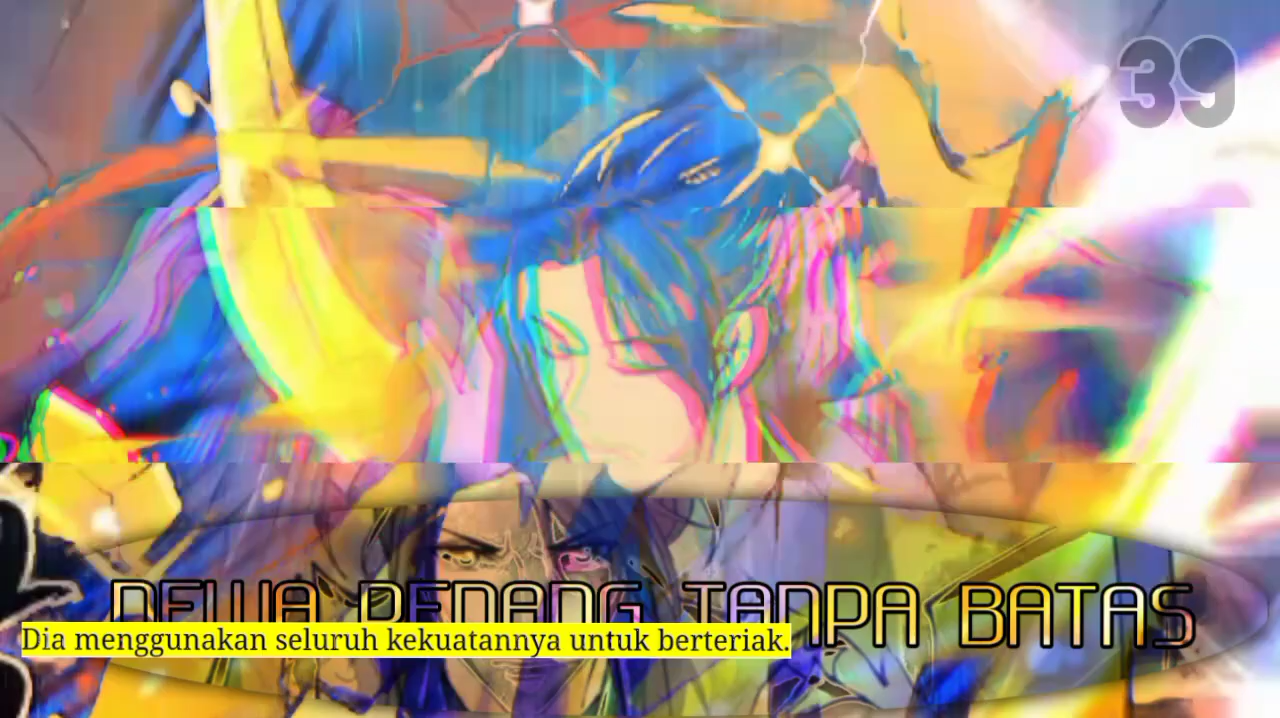 39
DEWA PEDANG TANPA BATAS
Dia menggunakan seluruh kekuatannya untuk berteriak.